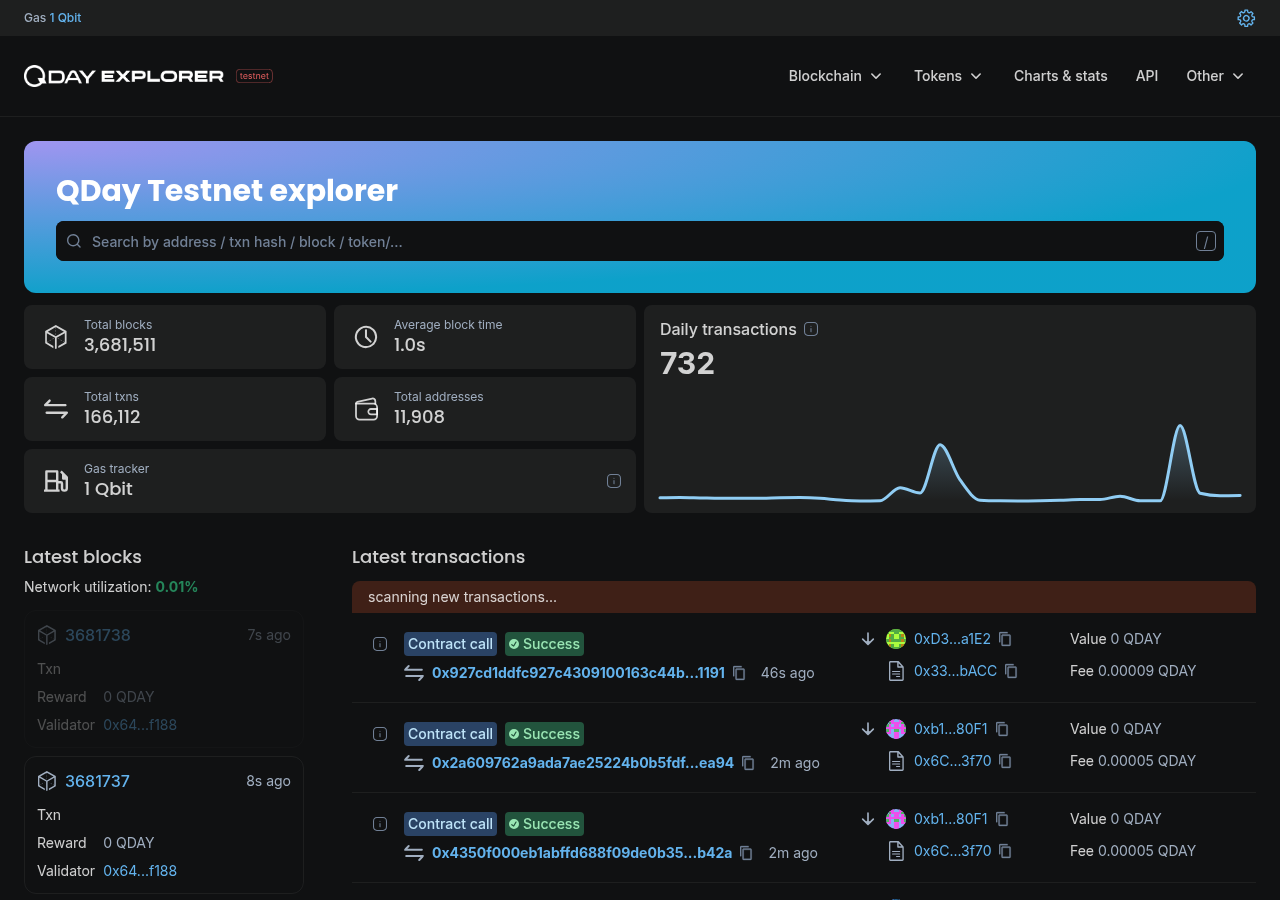 Gas 1 Qbit
QDAY EXPLORER testnet
Blockchain Tokens Charts & stats API Other
QDay Testnet explorer
Search by address / txn hash / block / token/... /
Total blocks
3,681,511
Average block time
1.0s
Total txns
166,112
Total addresses
11,908
Gas tracker
1 Qbit
Daily transactions
732
Latest blocks
Network utilization: 0.01%
3681738 7s ago
Txn
Reward 0 QDAY
Validator 0x64...f188
3681737 8s ago
Txn
Reward 0 QDAY
Validator 0x64...f188
Latest transactions
scanning new transactions...
Contract call Success
0x927cd1ddfc927c4309100163c44b...1191 46s ago
0xD3...a1E2
0x33...bACC
Value 0 QDAY
Fee 0.00009 QDAY
Contract call Success
0x2a609762a9ada7ae25224b0b5fdf...ea94 2m ago
0xb1...80F1
0x6C...3f70
Value 0 QDAY
Fee 0.00005 QDAY
Contract call Success
0x4350f000eb1abffd688f09de0b35...b42a 2m ago
0xb1...80F1
0x6C...3f70
Value 0 QDAY
Fee 0.00005 QDAY